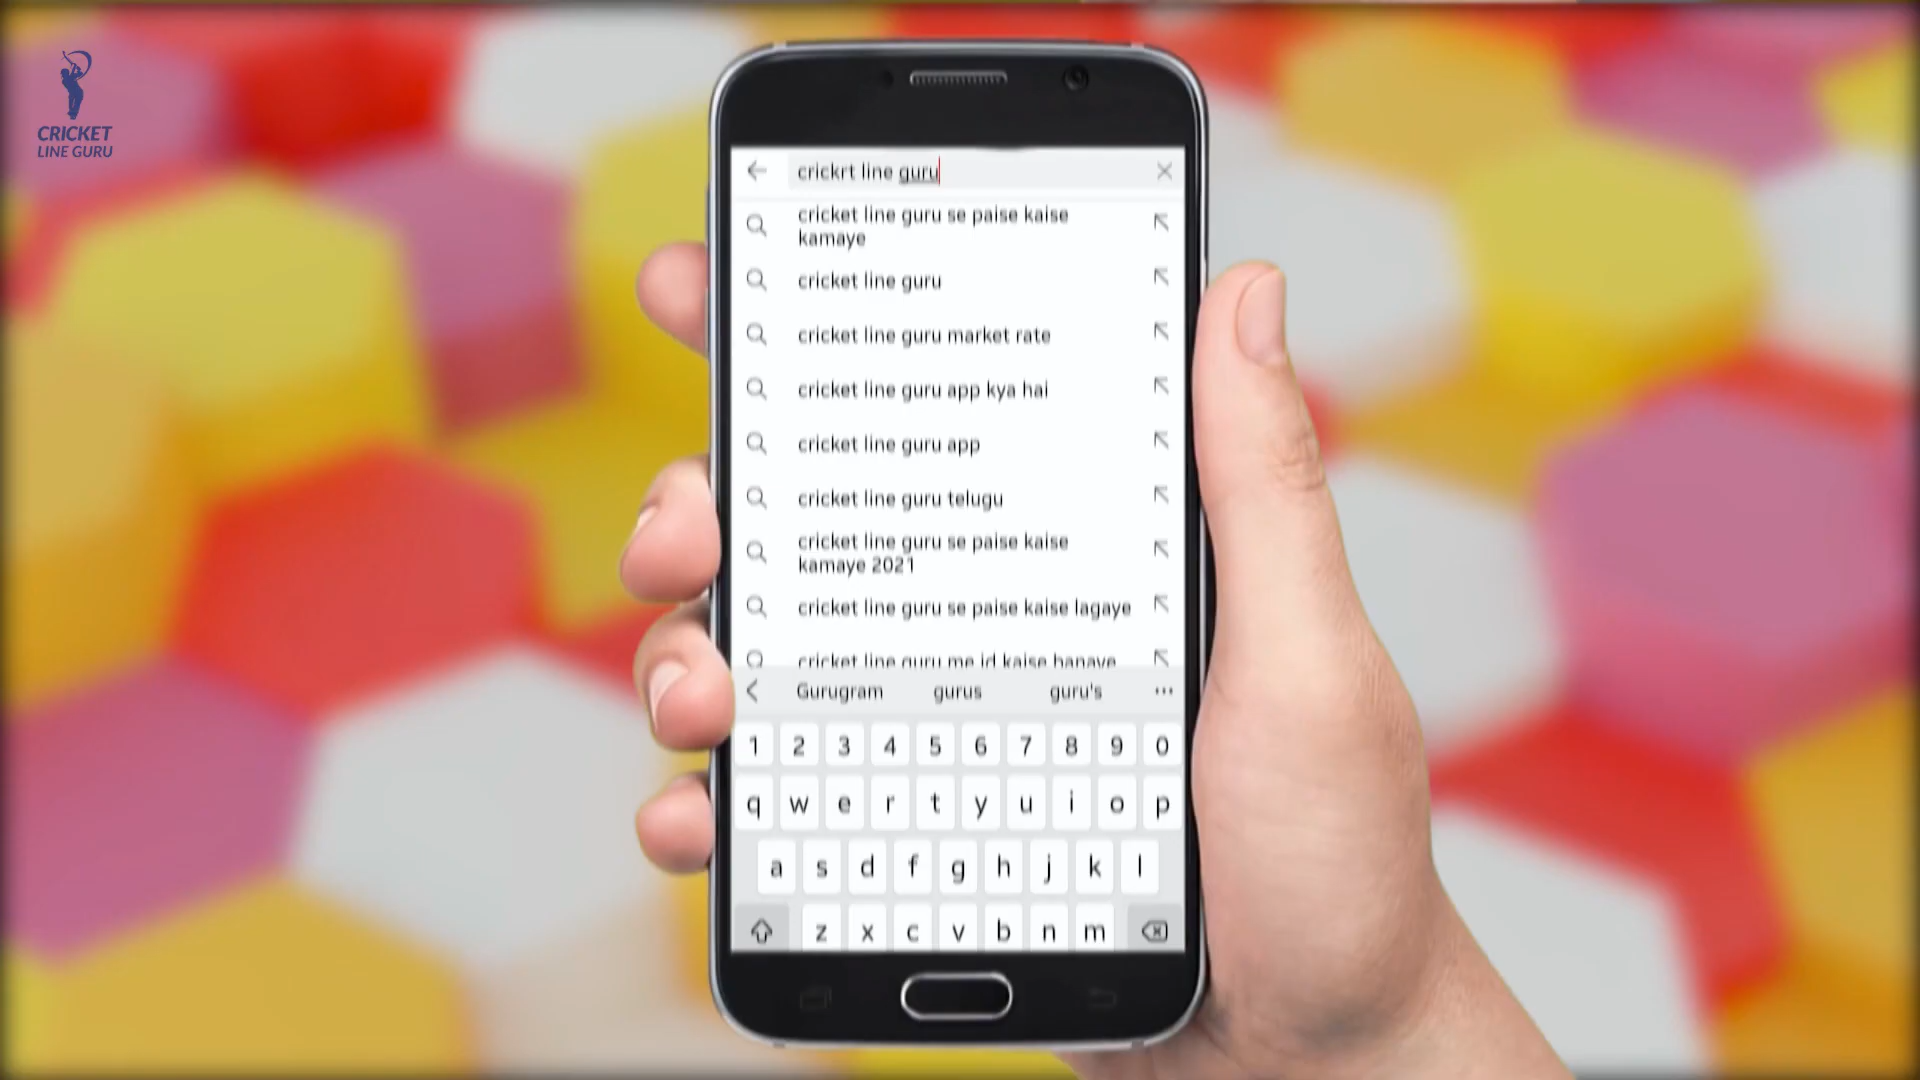 CRICKET
LINE GURU
crickrt line guru
cricket line guru se paise kaise
kamaye
cricket line guru
cricket line guru market rate
cricket line guru app kya hai
cricket line guru app
cricket line guru telugu
cricket line guru se paise kaise
kamaye 2021
cricket line guru se paise kaise lagaye
cricket line guru me id kaise banaye
Gurugram gurus guru's
1 2 3 4 5 6 7 8 9 0
q w e r t y u i o p
a s d f g h j k l
z x c v b n m